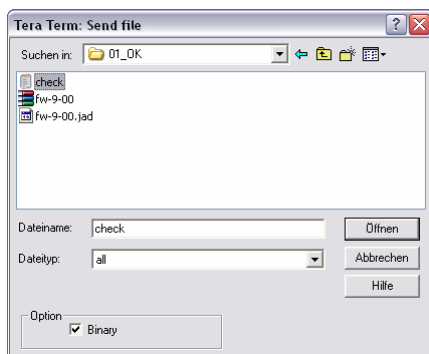 Tera Term: Send file
Suchen in: 01_OK
check
fw-9-00
fw-9-00.jad
Dateiname: check Öffnen
Dateityp: all Abbrechen
Hilfe
Option
Binary